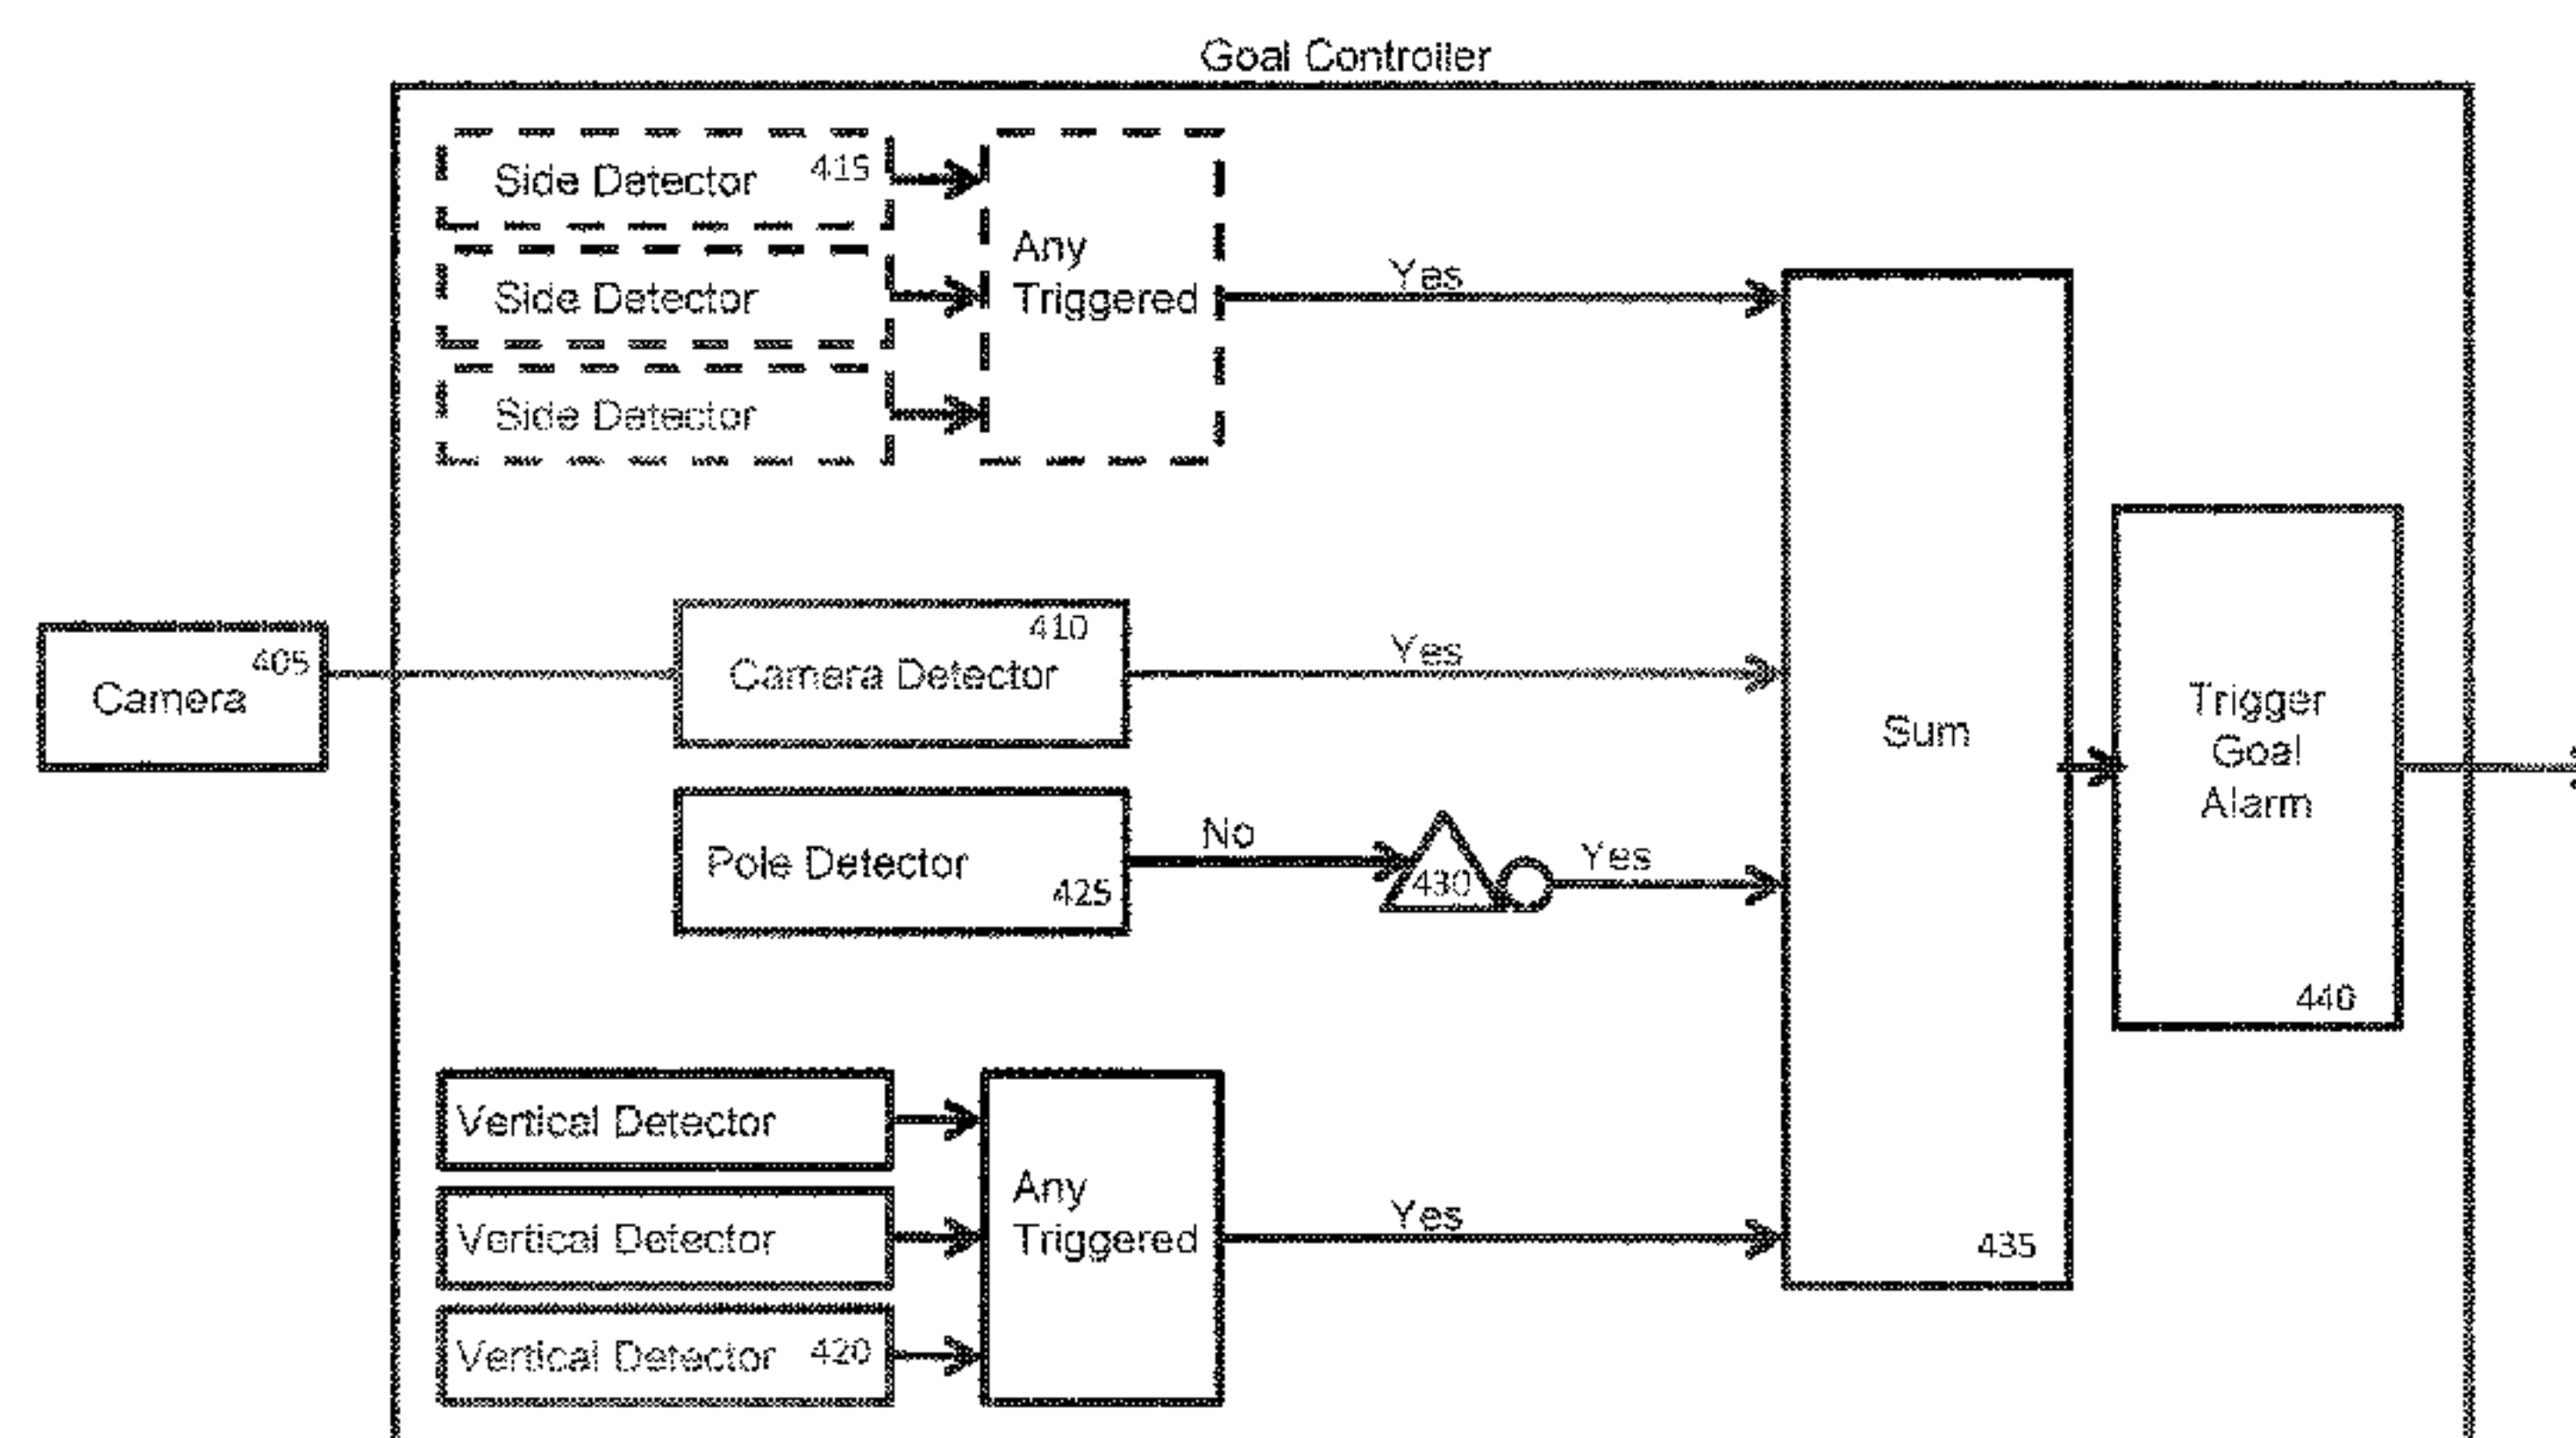 Goal Controller
Side Detector 415
Side Detector
Side Detector
Any
Triggered
Yes
Camera 405
Camera Detector 410
Yes
Pole Detector 425
No
430
Yes
Vertical Detector
Vertical Detector
Vertical Detector 420
Any
Triggered
Yes
Sum
435
Trigger
Goal
Alarm
440